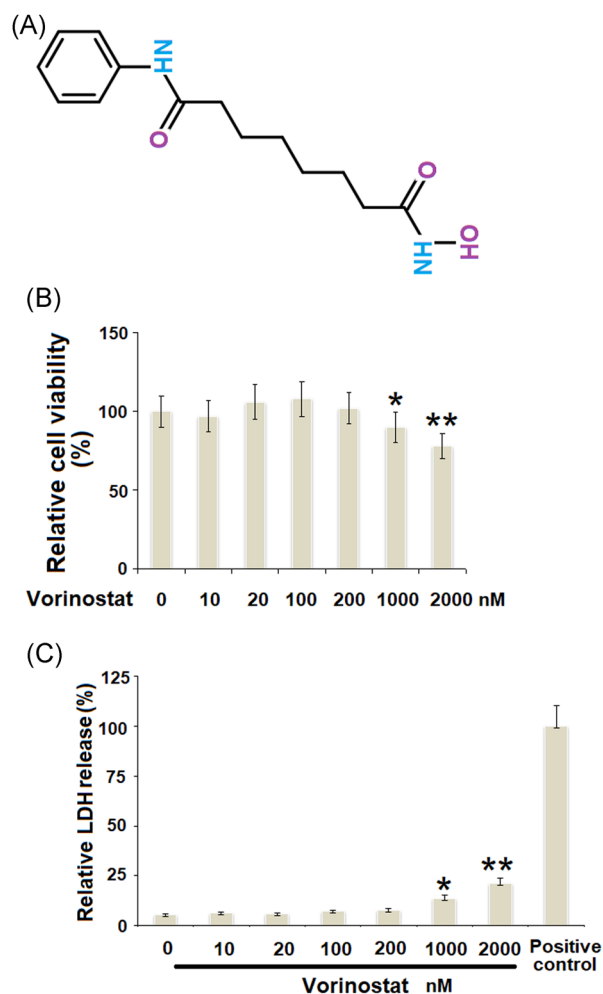 (A)
HN
O
O
NH
HO
(B)
Relative cell viability
(%)
150
100
50
0
* **
Vorinostat 0 10 20 100 200 1000 2000 nM
(C)
Relative LDH release (%)
125
100
75
50
25
0
* **
0 10 20 100 200 1000 2000 Positive
control
Vorinostat nM